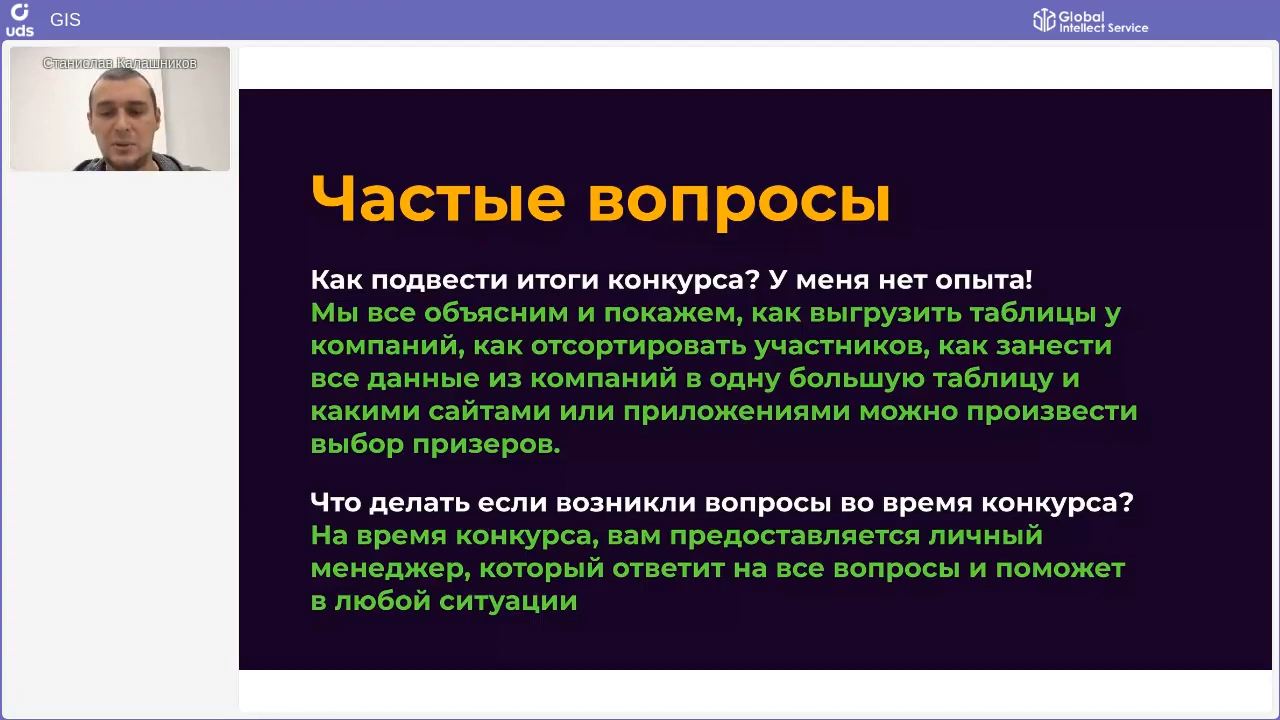 uds
GIS
Global
Intellect Service
Станислав Калашников
Частые вопросы
Как подвести итоги конкурса? У меня нет опыта!
Мы все объясним и покажем, как выгрузить таблицы у
компаний, как отсортировать участников, как занести
все данные из компаний в одну большую таблицу и
какими сайтами или приложениями можно произвести
выбор призеров.
Что делать если возникли вопросы во время конкурса?
На время конкурса, вам предоставляется личный
менеджер, который ответит на все вопросы и поможет
в любой ситуации